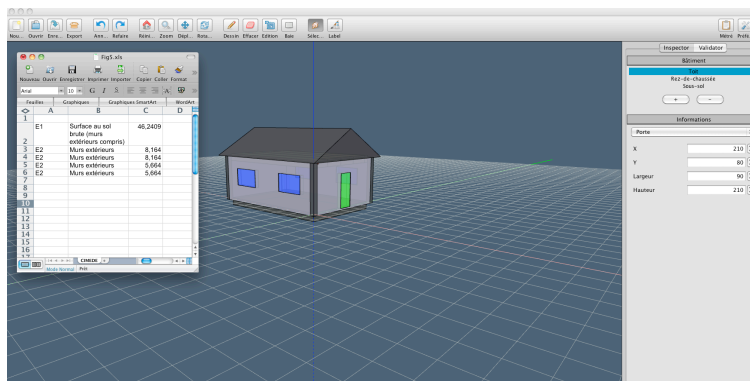 Nou... Ouvrir Enre... Export Ann... Refaire Réini... Zoom Dépl... Rota... Dessin Effacer Edition Baie Sélec... Label Métré Préfé
Fig5.xls
Nouveau Ouvrir Enregistrer Imprimer Importer Copier Coller Format
Arial 10 G I S
Feuilles Graphiques Graphiques SmartArt WordArt
A B C D
1
2 E1 Surface au sol brute (murs extérieurs compris) 46,2409
3 E2 Murs extérieurs 8,164
4 E2 Murs extérieurs 8,164
5 E2 Murs extérieurs 5,664
6 E2 Murs extérieurs 5,664
7
8
9
10
11
12
13
14
15
16
17
CINEDE
Mode Normal Prêt
Inspector Validator
Bâtiment
Toit
Rez-de-chaussée
Sous-sol
+ -
Informations
Porte
X 210
Y 80
Largeur 90
Hauteur 210